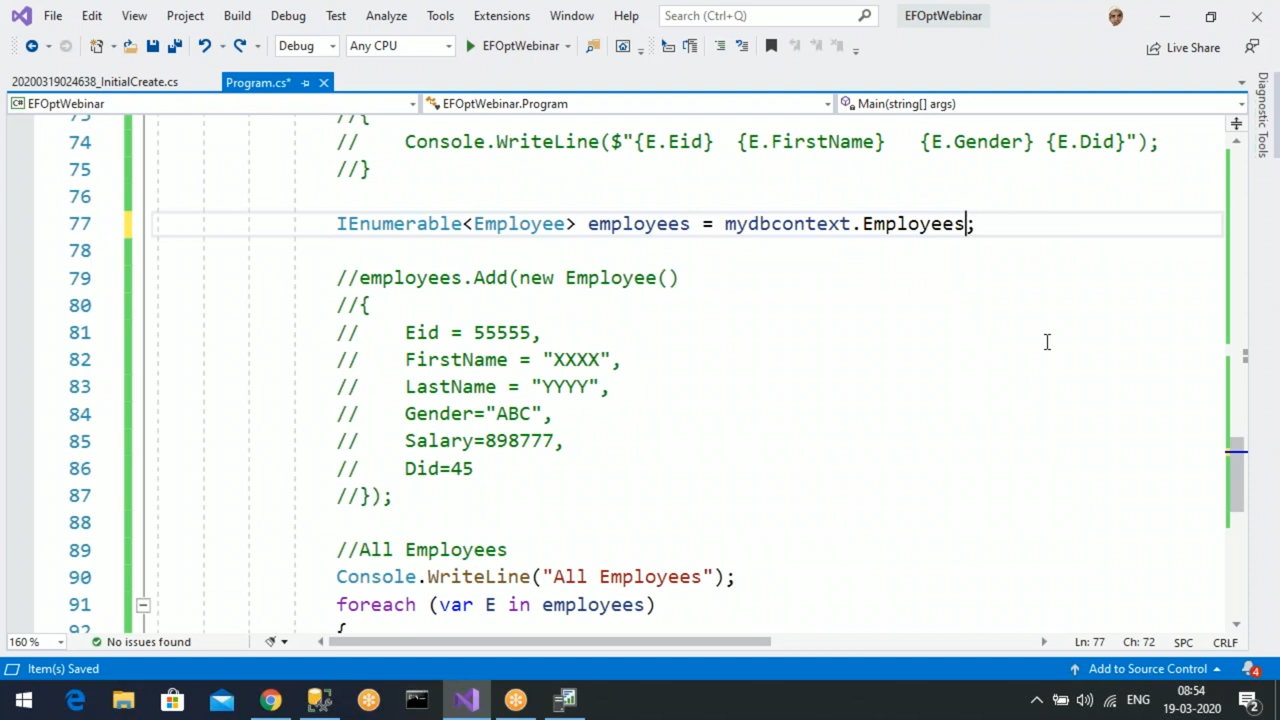 File Edit View Project Build Debug Test Analyze Tools Extensions Window Help Search (Ctrl+Q) EFOptWebinar
Debug Any CPU EFOptWebinar Live Share
20200319024638_InitialCreate.cs Program.cs*
EFOptWebinar EFOptWebinar.Program Main(string[] args)
Diagnostic Tools
73 //{
74 // Console.WriteLine($"{E.Eid} {E.FirstName} {E.Gender} {E.Did}");
75 //}
76
77 IEnumerable<Employee> employees = mydbcontext.Employees;
78
79 //employees.Add(new Employee()
80 //{
81 // Eid = 55555,
82 // FirstName = "XXXX",
83 // LastName = "YYYY",
84 // Gender="ABC",
85 // Salary=898777,
86 // Did=45
87 //});
88
89 //All Employees
90 Console.WriteLine("All Employees");
91 foreach (var E in employees)
92 {
160 % No issues found Ln: 77 Ch: 72 SPC CRLF
Item(s) Saved Add to Source Control 4
ENG 08:54
19-03-2020 2